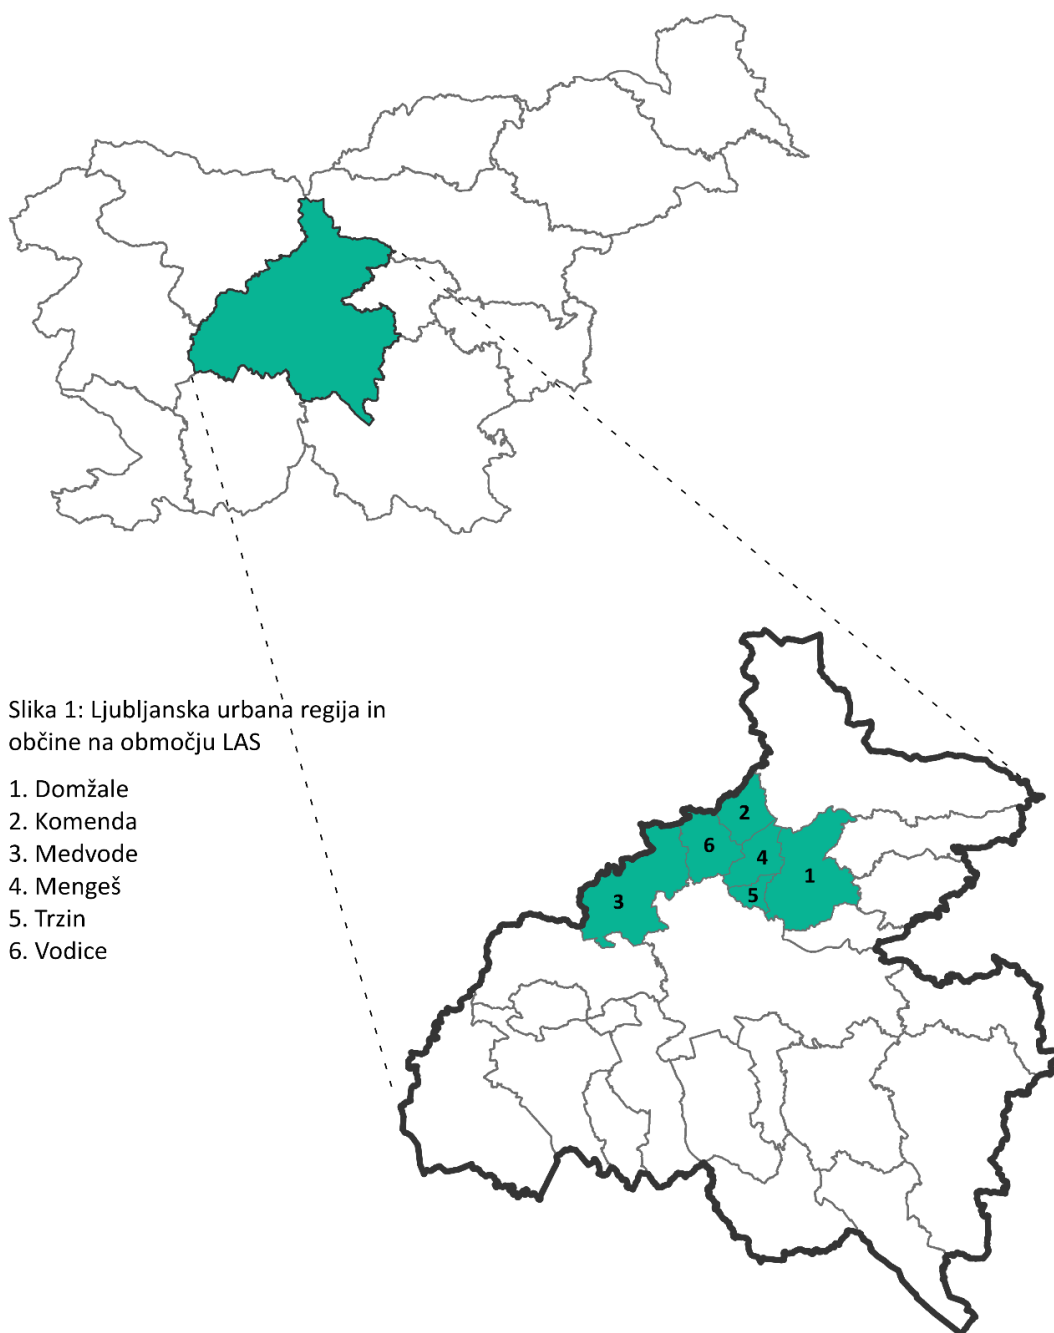 Slika 1: Ljubljanska urbana regija in
občine na območju LAS
1. Domžale
2. Komenda
3. Medvode
4. Mengeš
5. Trzin
6. Vodice
2
6
4
1
5
3